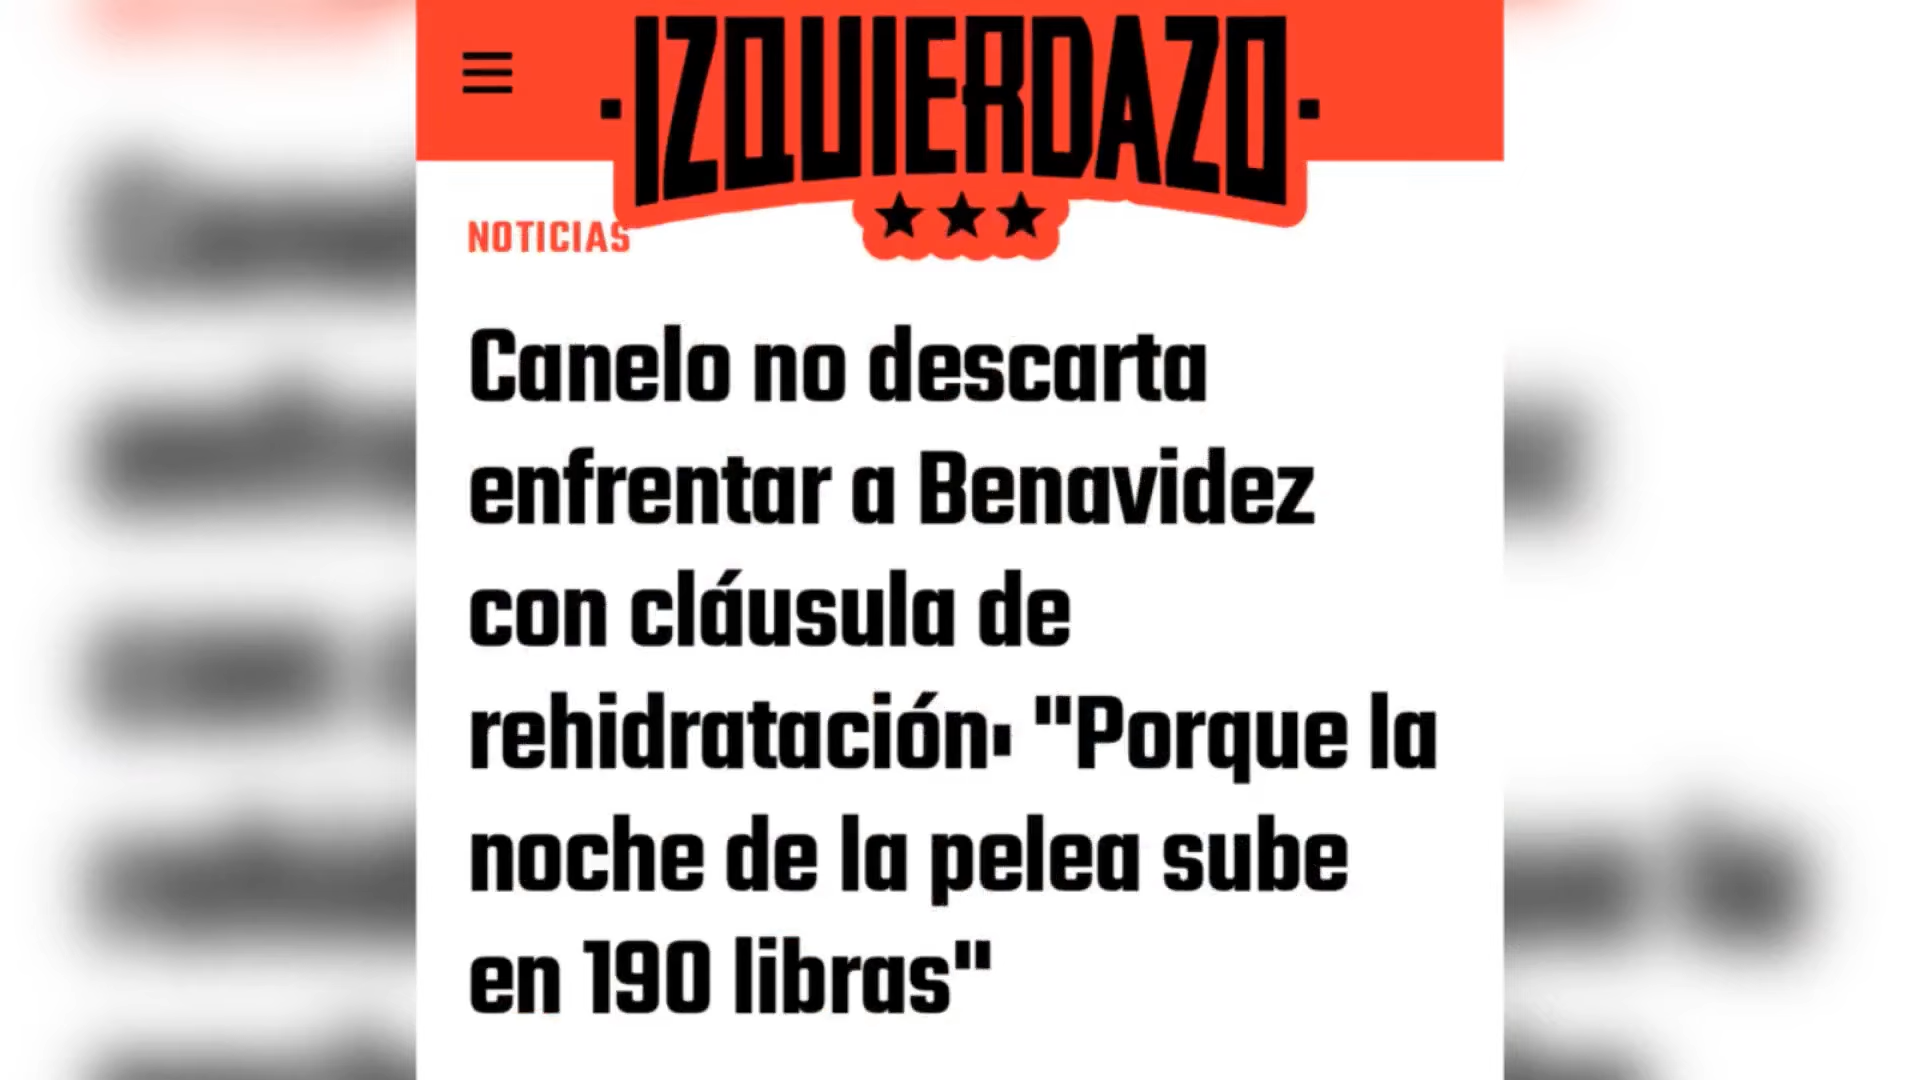 ·IZQUIERDAZO·
NOTICIAS
Canelo no descarta
enfrentar a Benavidez
con cláusula de
rehidratación: "Porque la
noche de la pelea sube
en 190 libras"